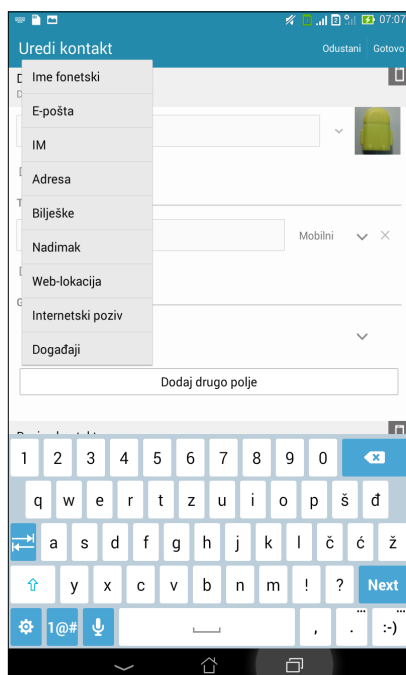 07:07
Uredi kontakt
Odustani
Gotovo
Ime fonetski
E-pošta
IM
Adresa
Bilješke
Nadimak
Web-lokacija
Internetski poziv
Događaji
Mobilni
Dodaj drugo polje
1 2 3 4 5 6 7 8 9 0
q w e r t z u i o p š đ
a s d f g h j k l č ć ž
y x c v b n m ! ? Next
1@# , . :-)